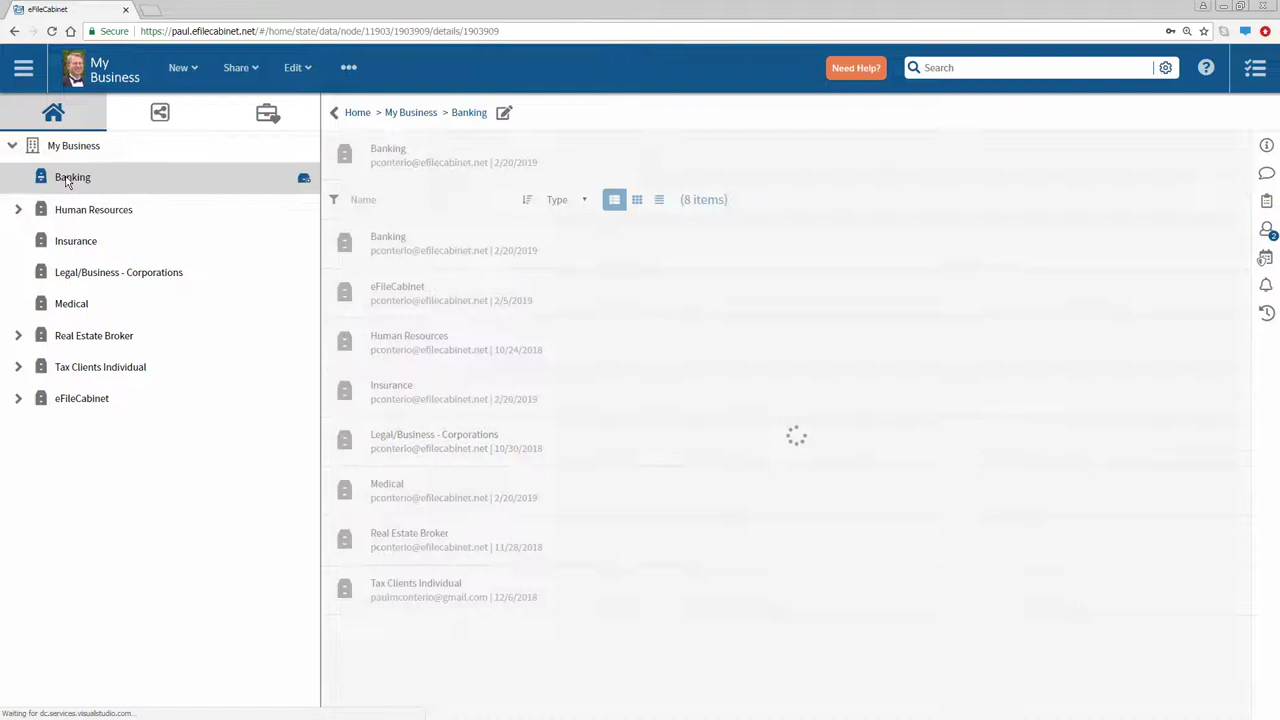 eFileCabinet
Secure https://paul.efilecabinet.net/#/home/state/data/node/11903/1903909/details/1903909
My Business
New
Share
Edit
Need Help?
Search
?
Home > My Business > Banking
My Business
Banking
Human Resources
Insurance
Legal/Business - Corporations
Medical
Real Estate Broker
Tax Clients Individual
eFileCabinet
Banking
pconterio@efilecabinet.net | 2/20/2019
Name
Type
(8 items)
Banking
pconterio@efilecabinet.net | 2/20/2019
eFileCabinet
pconterio@efilecabinet.net | 2/5/2019
Human Resources
pconterio@efilecabinet.net | 10/24/2018
Insurance
pconterio@efilecabinet.net | 2/20/2019
Legal/Business - Corporations
pconterio@efilecabinet.net | 10/30/2018
Medical
pconterio@efilecabinet.net | 2/20/2019
Real Estate Broker
pconterio@efilecabinet.net | 11/28/2018
Tax Clients Individual
paulmconterio@gmail.com | 12/6/2018
2
Waiting for dc.services.visualstudio.com...